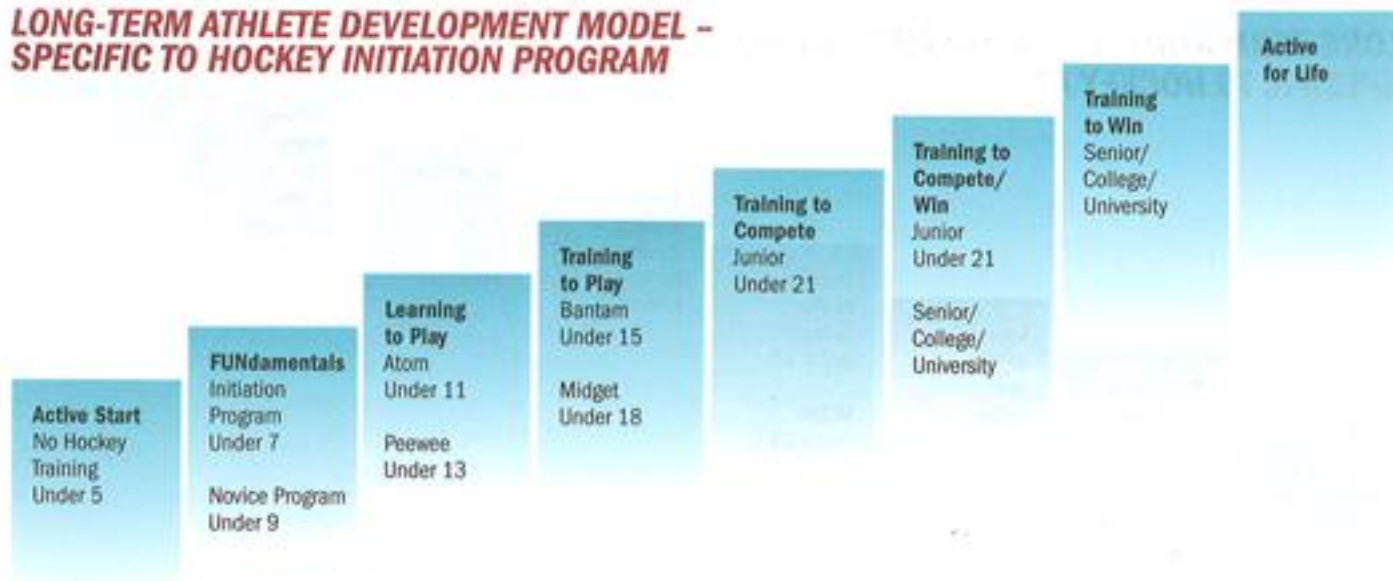 LONG-TERM ATHLETE DEVELOPMENT MODEL –
SPECIFIC TO HOCKEY INITIATION PROGRAM
Active Start
No Hockey
Training
Under 5
FUNdamentals
Initiation
Program
Under 7
Novice Program
Under 9
Learning
to Play
Atom
Under 11
Peewee
Under 13
Training
to Play
Bantam
Under 15
Midget
Under 18
Training to
Compete
Junior
Under 21
Training to
Compete/
Win
Junior
Under 21
Senior/
College/
University
Training
to Win
Senior/
College/
University
Active
for Life